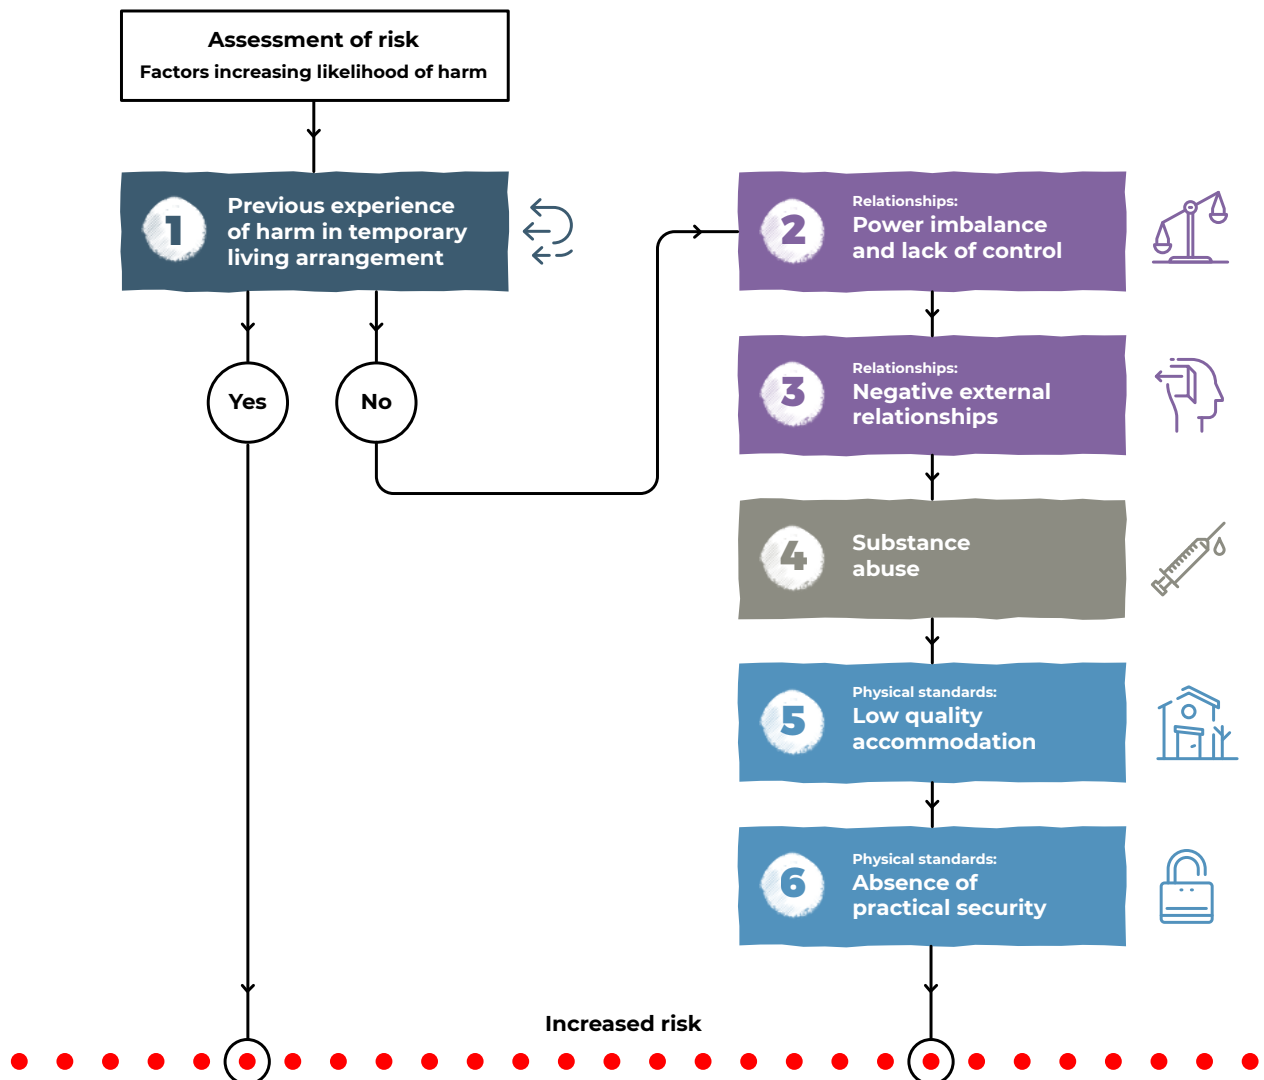 Assessment of risk
Factors increasing likelihood of harm
1
Previous experience
of harm in temporary
living arrangement
Yes
No
2
Relationships:
Power imbalance
and lack of control
3
Relationships:
Negative external
relationships
4
Substance
abuse
5
Physical standards:
Low quality
accommodation
6
Physical standards:
Absence of
practical security
Increased risk